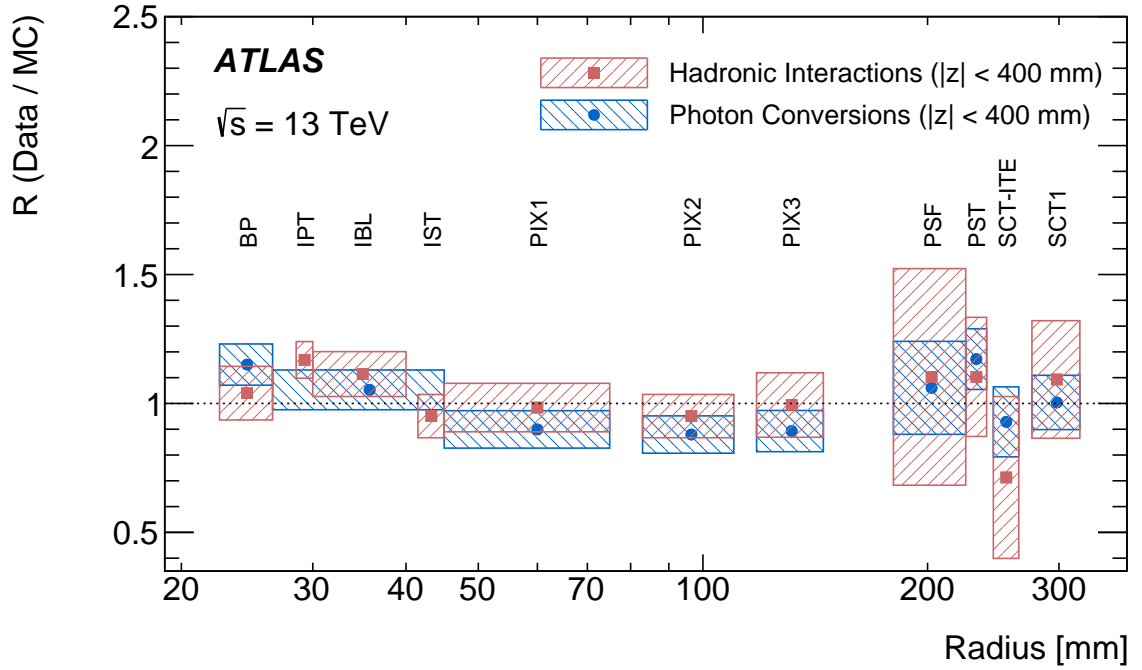 R (Data / MC)
2.5
2
1.5
1
0.5
ATLAS
√s = 13 TeV
Hadronic Interactions (|z| < 400 mm)
Photon Conversions (|z| < 400 mm)
BP
IPT
IBL
IST
PIX1
PIX2
PIX3
PSF
PST
SCT-ITE
SCT1
20 30 40 50 70 100 200 300
Radius [mm]